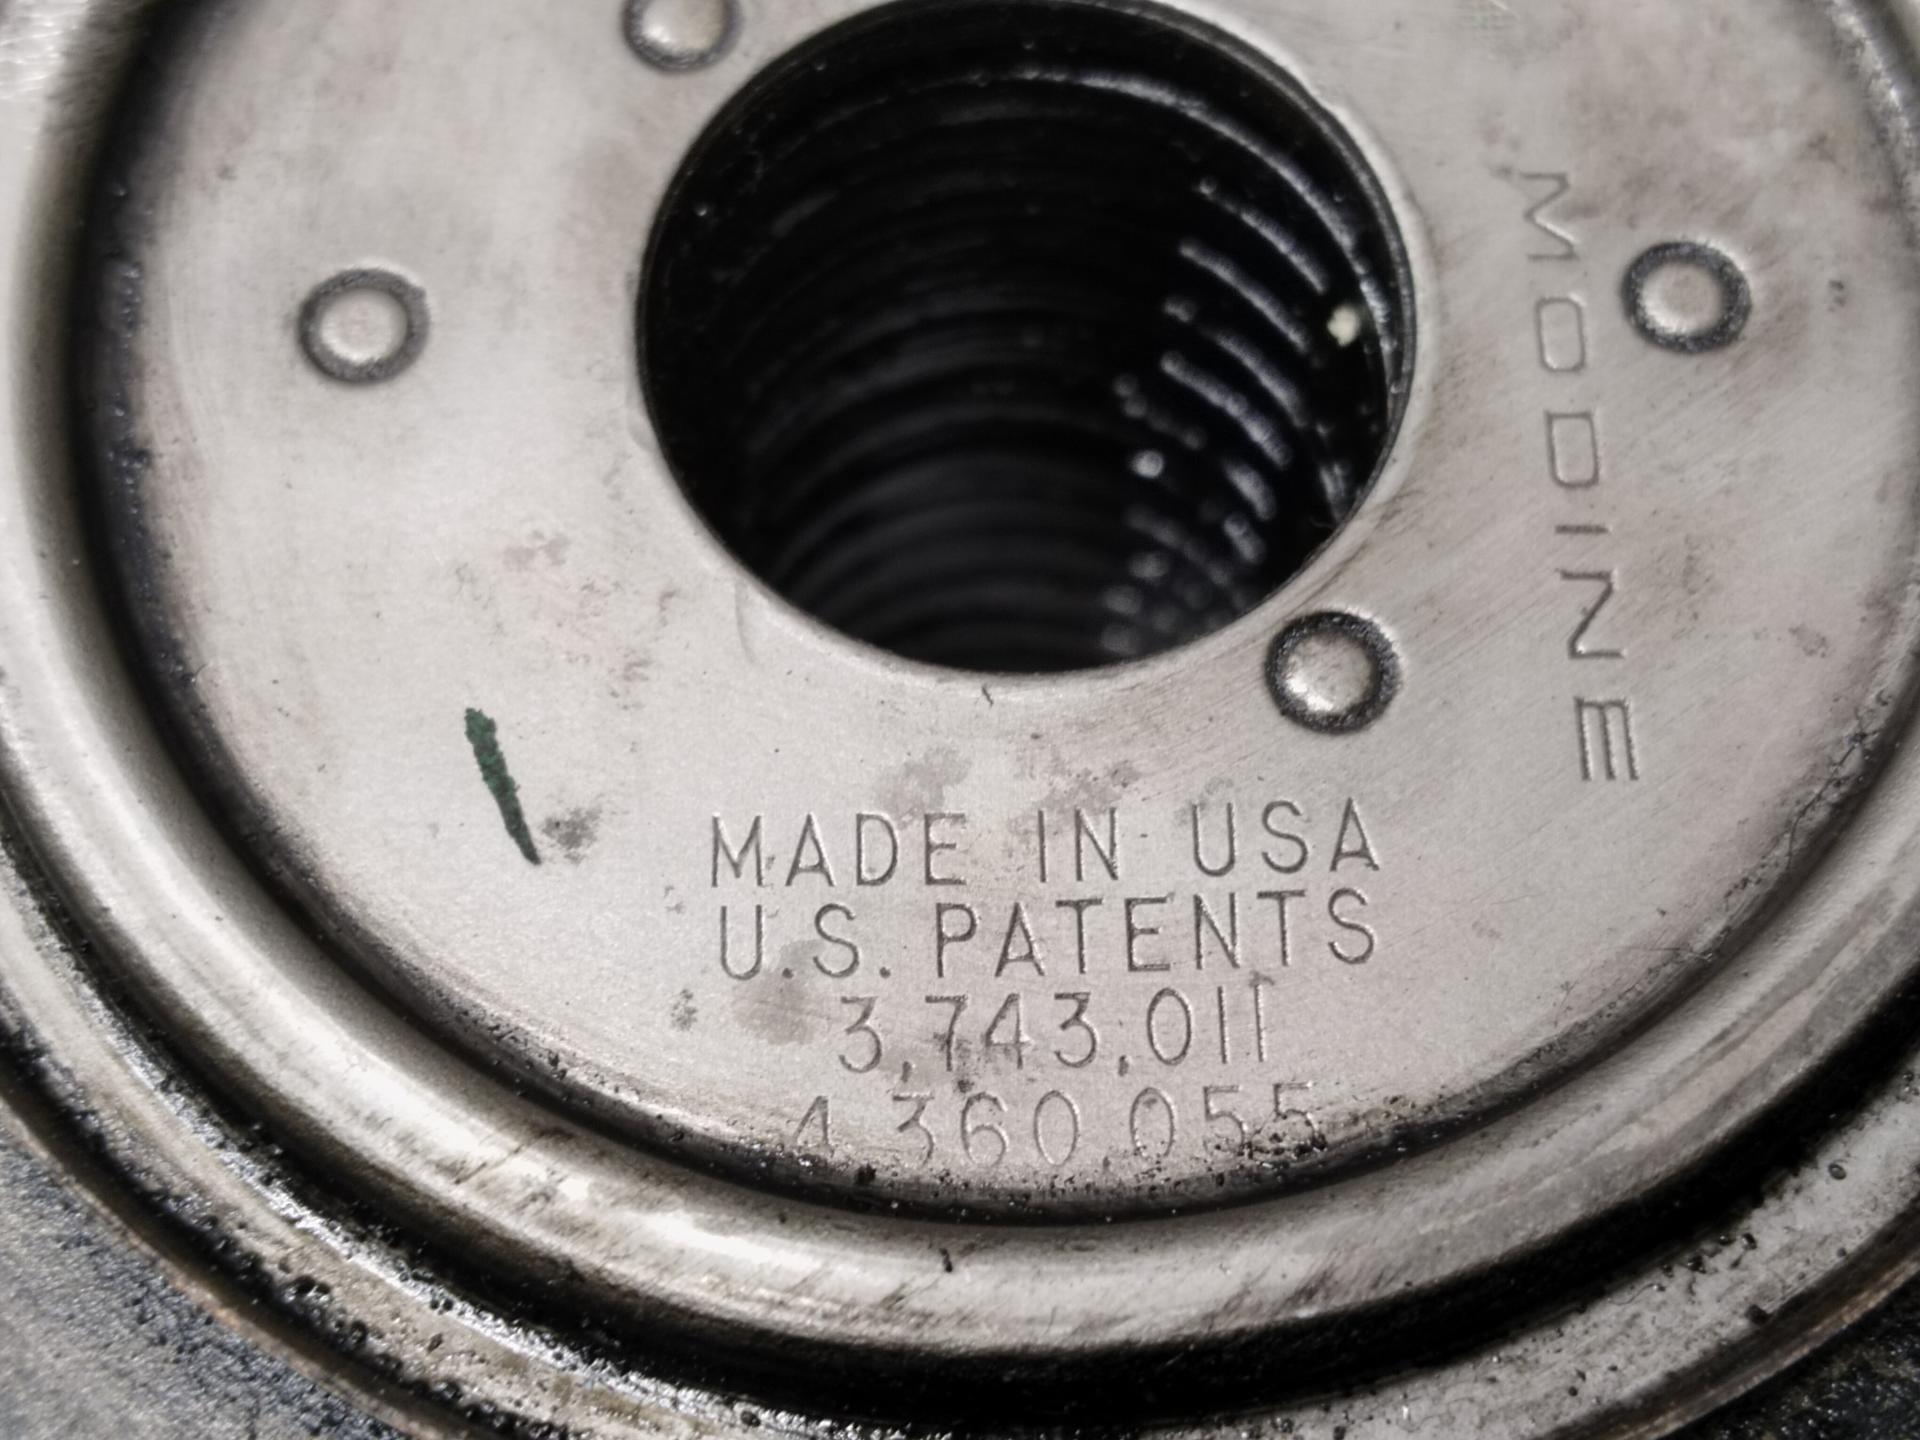 MODINE
MADE IN USA
U.S. PATENTS
3,743,011
4 360 055